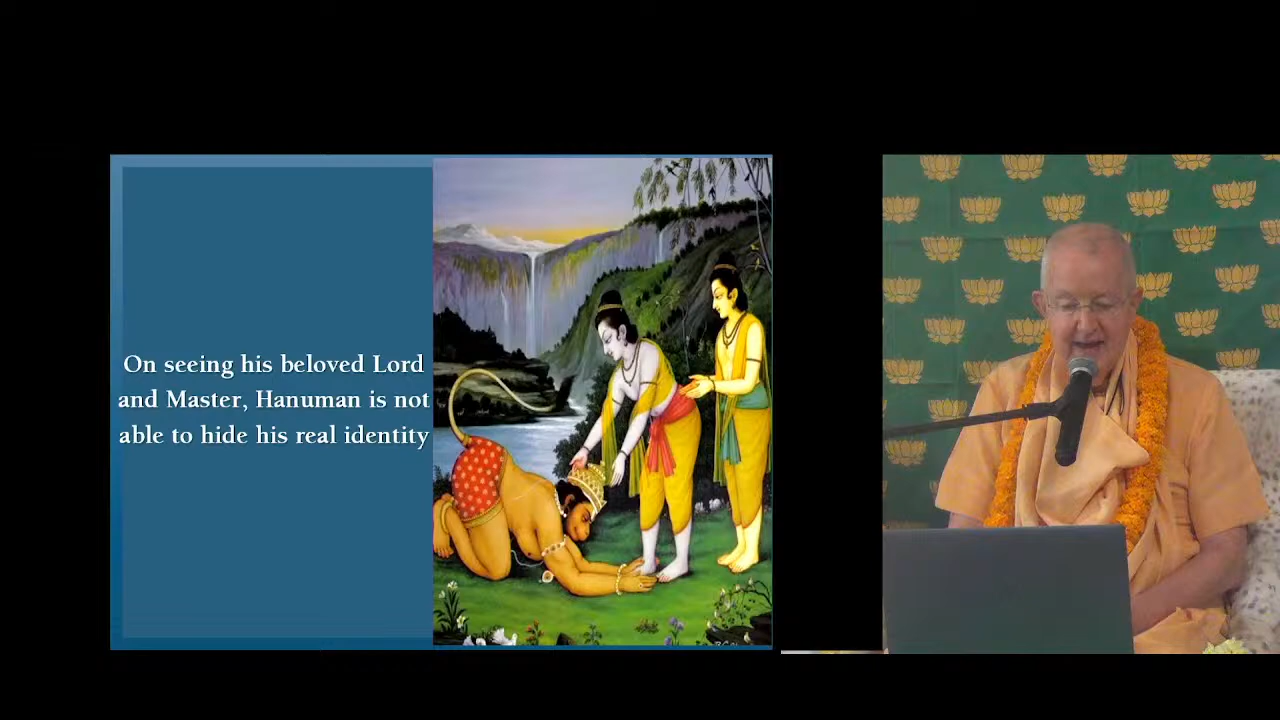 On seeing his beloved Lord
and Master, Hanuman is not
able to hide his real identity